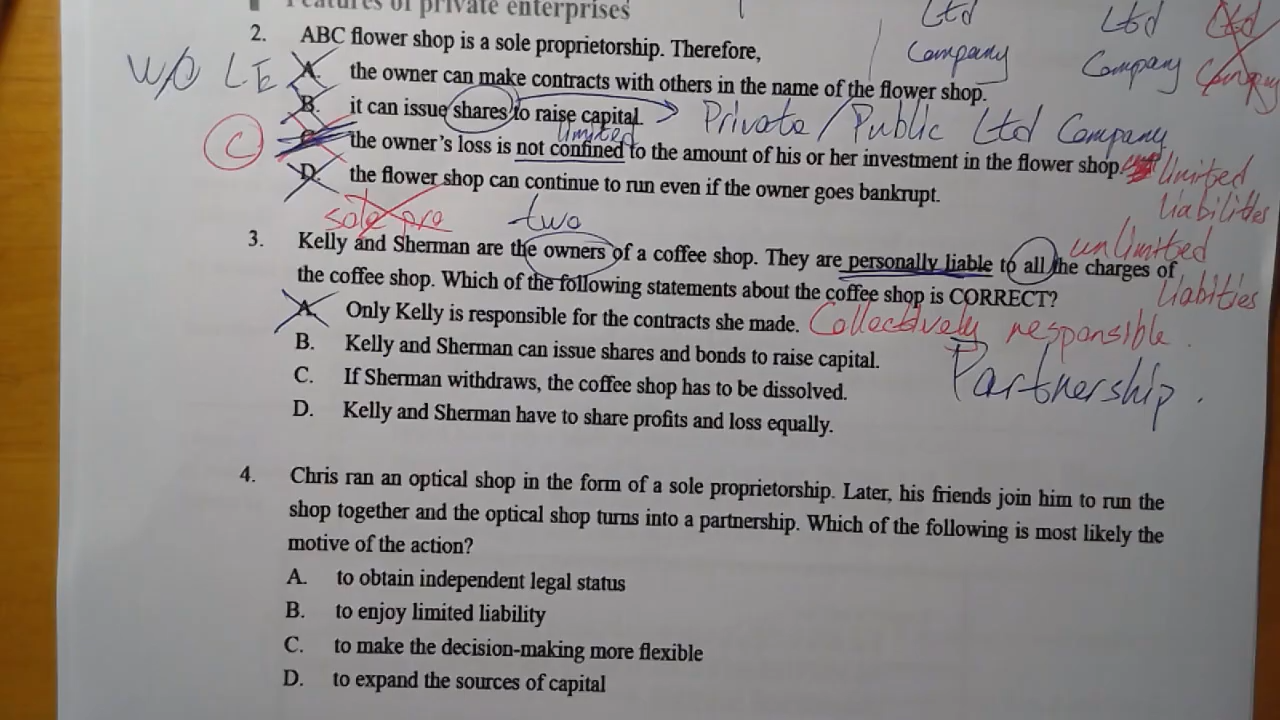 Features of private enterprises
Ltd Ltd Ltd
Company Company Company
2. ABC flower shop is a sole proprietorship. Therefore,
w/o LE A. the owner can make contracts with others in the name of the flower shop.
B. it can issue shares to raise capital. Private/Public Ltd Company
limited
C C. the owner's loss is not confined to the amount of his or her investment in the flower shop. limited
liabilities
D. the flower shop can continue to run even if the owner goes bankrupt.
sole pre two
3. Kelly and Sherman are the owners of a coffee shop. They are personally liable to all the charges of unlimited
the coffee shop. Which of the following statements about the coffee shop is CORRECT? liabities
A. Only Kelly is responsible for the contracts she made. Collectively responsible.
B. Kelly and Sherman can issue shares and bonds to raise capital. Partnership.
C. If Sherman withdraws, the coffee shop has to be dissolved.
D. Kelly and Sherman have to share profits and loss equally.
4. Chris ran an optical shop in the form of a sole proprietorship. Later, his friends join him to run the
shop together and the optical shop turns into a partnership. Which of the following is most likely the
motive of the action?
A. to obtain independent legal status
B. to enjoy limited liability
C. to make the decision-making more flexible
D. to expand the sources of capital